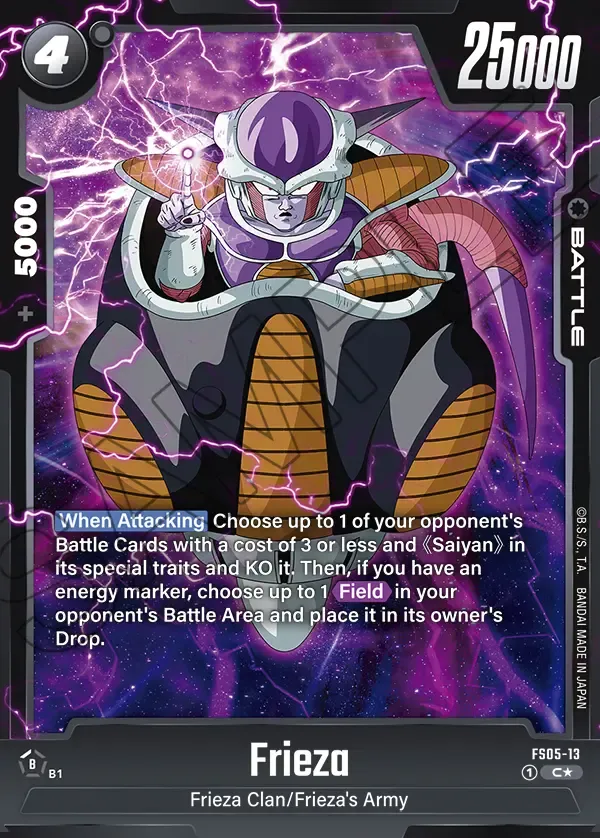 4
25000
+ 5000
BATTLE
SAMPLE
When Attacking Choose up to 1 of your opponent's
Battle Cards with a cost of 3 or less and 《Saiyan》 in
its special traits and KO it. Then, if you have an
energy marker, choose up to 1 Field in your
opponent's Battle Area and place it in its owner's
Drop.
©B.S./S., T.A. BANDAI MADE IN JAPAN
B
B1
Frieza
FS05-13
1 C★
Frieza Clan/Frieza's Army